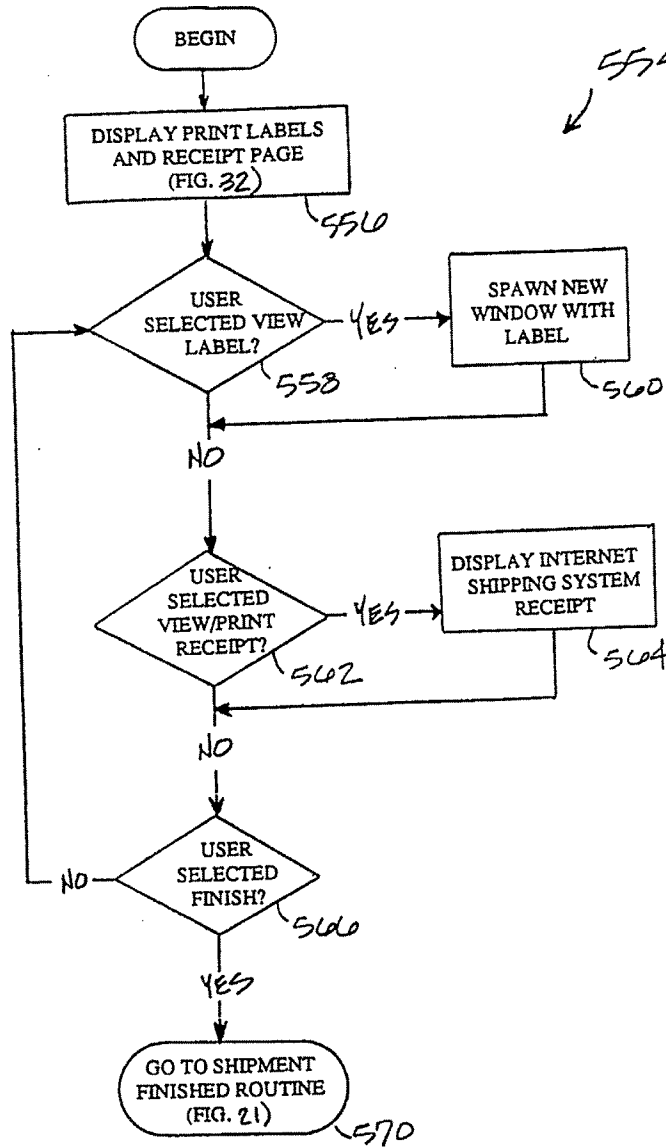 BEGIN
DISPLAY PRINT LABELS
AND RECEIPT PAGE
(FIG. 32)
556
USER
SELECTED VIEW
LABEL?
558
YES
SPAWN NEW
WINDOW WITH
LABEL
560
NO
USER
SELECTED
VIEW/PRINT
RECEIPT?
562
YES
DISPLAY INTERNET
SHIPPING SYSTEM
RECEIPT
564
NO
USER
SELECTED
FINISH?
566
NO
YES
GO TO SHIPMENT
FINISHED ROUTINE
(FIG. 21)
570